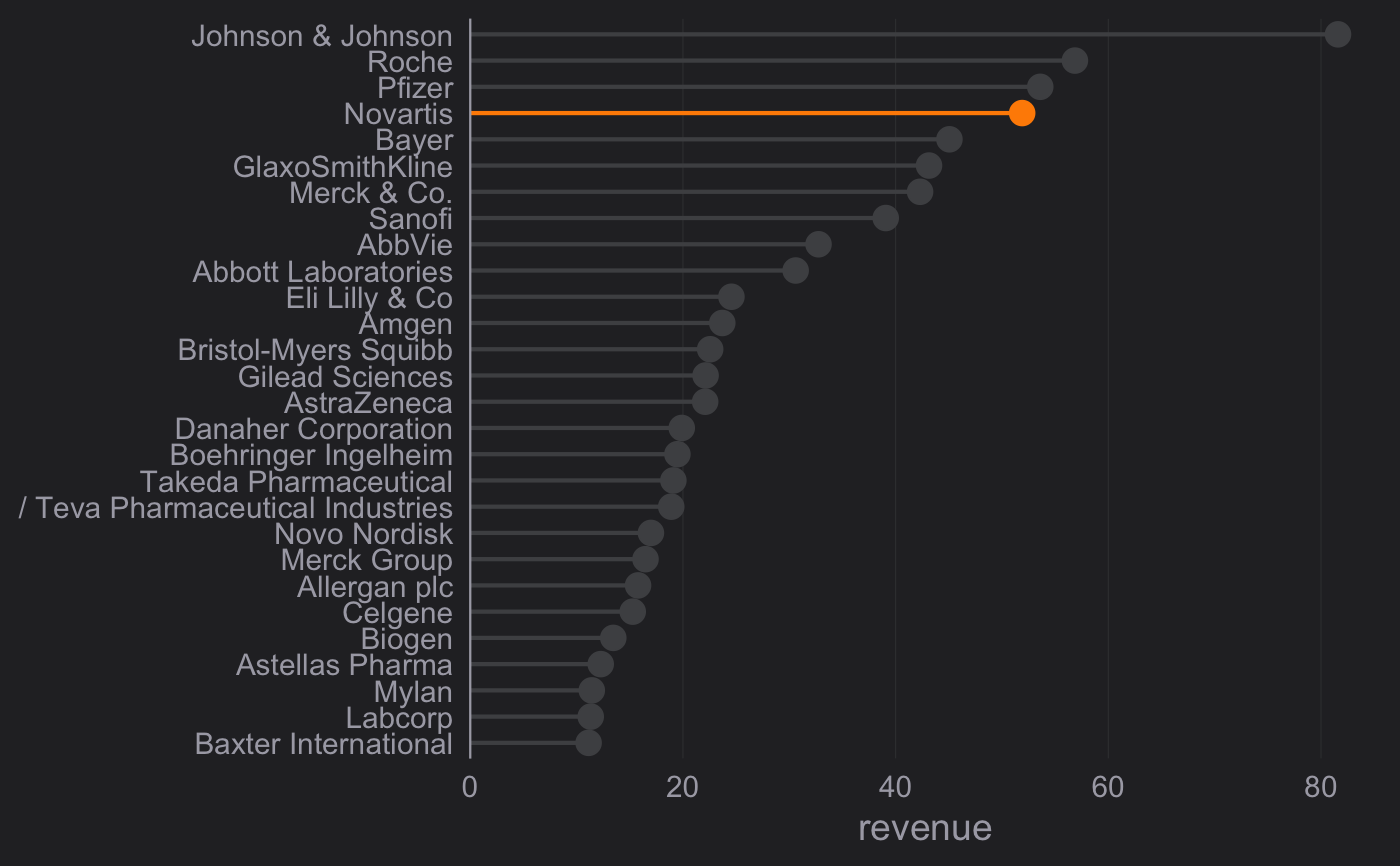 Johnson & Johnson
Roche
Pfizer
Novartis
Bayer
GlaxoSmithKline
Merck & Co.
Sanofi
AbbVie
Abbott Laboratories
Eli Lilly & Co
Amgen
Bristol-Myers Squibb
Gilead Sciences
AstraZeneca
Danaher Corporation
Boehringer Ingelheim
Takeda Pharmaceutical
/ Teva Pharmaceutical Industries
Novo Nordisk
Merck Group
Allergan plc
Celgene
Biogen
Astellas Pharma
Mylan
Labcorp
Baxter International
0 20 40 60 80
revenue